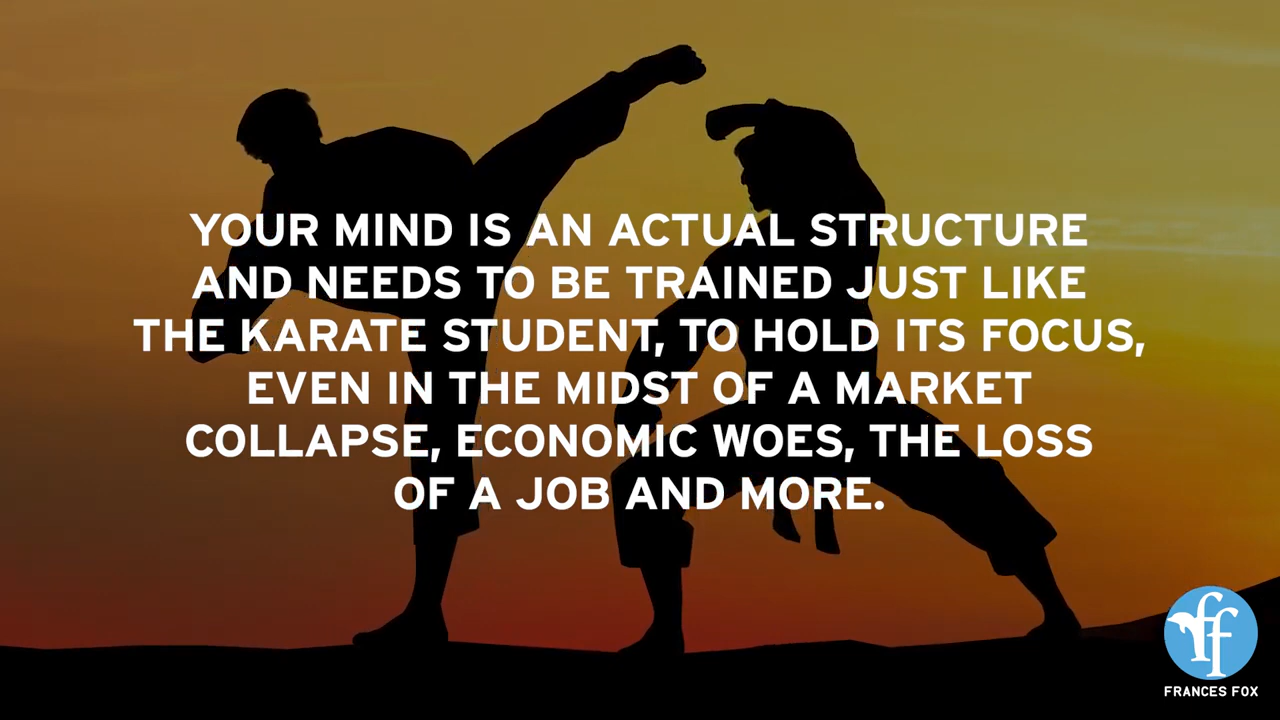 YOUR MIND IS AN ACTUAL STRUCTURE
AND NEEDS TO BE TRAINED JUST LIKE
THE KARATE STUDENT, TO HOLD ITS FOCUS,
EVEN IN THE MIDST OF A MARKET
COLLAPSE, ECONOMIC WOES, THE LOSS
OF A JOB AND MORE.
ff
FRANCES FOX